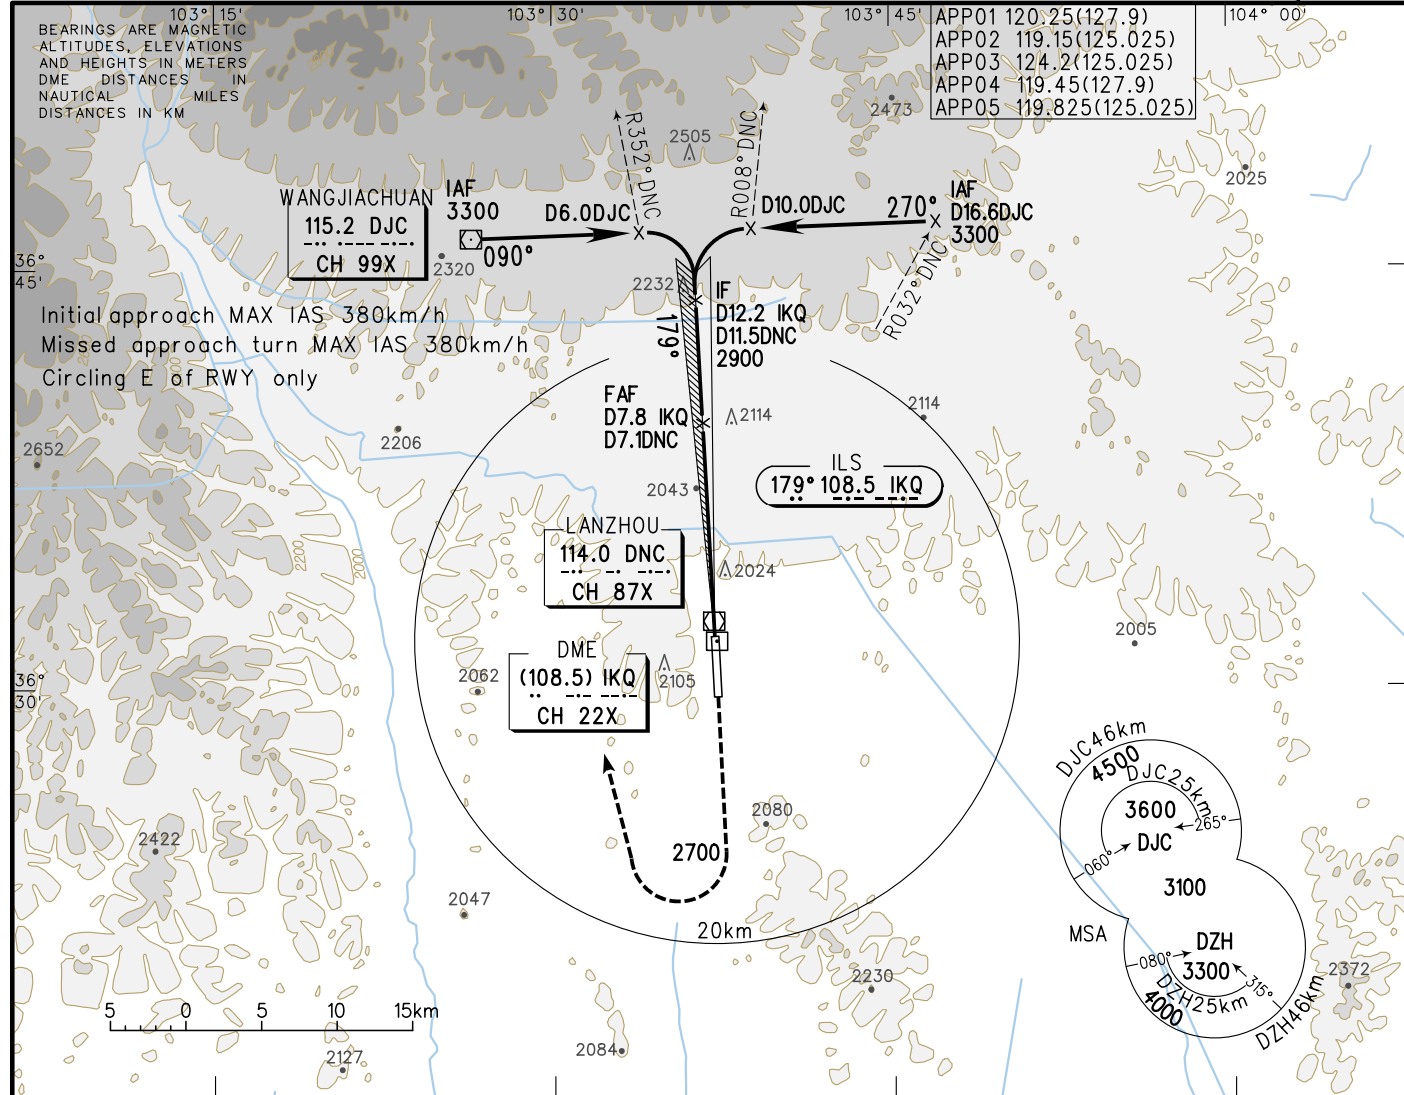 103° 15'
103° 30'
103° 45'
104° 00'
BEARINGS ARE MAGNETIC
ALTITUDES, ELEVATIONS
AND HEIGHTS IN METERS
DME DISTANCES IN
NAUTICAL MILES
DISTANCES IN KM
APP01 120.25(127.9)
APP02 119.15(125.025)
APP03 124.2(125.025)
APP04 119.45(127.9)
APP05 119.825(125.025)
2473
2505
2025
R352° DNC
R008° DNC
WANGJIACHUAN
115.2 DJC
CH 99X
IAF
3300
D6.0DJC
090°
D10.0DJC
270°
IAF
D16.6DJC
3300
R032° DNC
2320
36°
45'
2232
IF
D12.2 IKQ
D11.5DNC
2900
179°
Initial approach MAX IAS 380km/h
Missed approach turn MAX IAS 380km/h
Circling E of RWY only
FAF
D7.8 IKQ
D7.1DNC
2114
2114
2206
2652
ILS
179° 108.5 IKQ
2043
LANZHOU
114.0 DNC
CH 87X
2200
2000
2024
2005
DME
(108.5) IKQ
CH 22X
2062
2105
36°
30'
2080
2700
2422
2047
20km
2230
2372
2084
2127
DJC46km
4500
DJC25km
3600
265°
DJC
060°
3100
MSA
DZH
080°
3300
315°
DZH25km
4000
DZH46km
5 0 5 10 15km